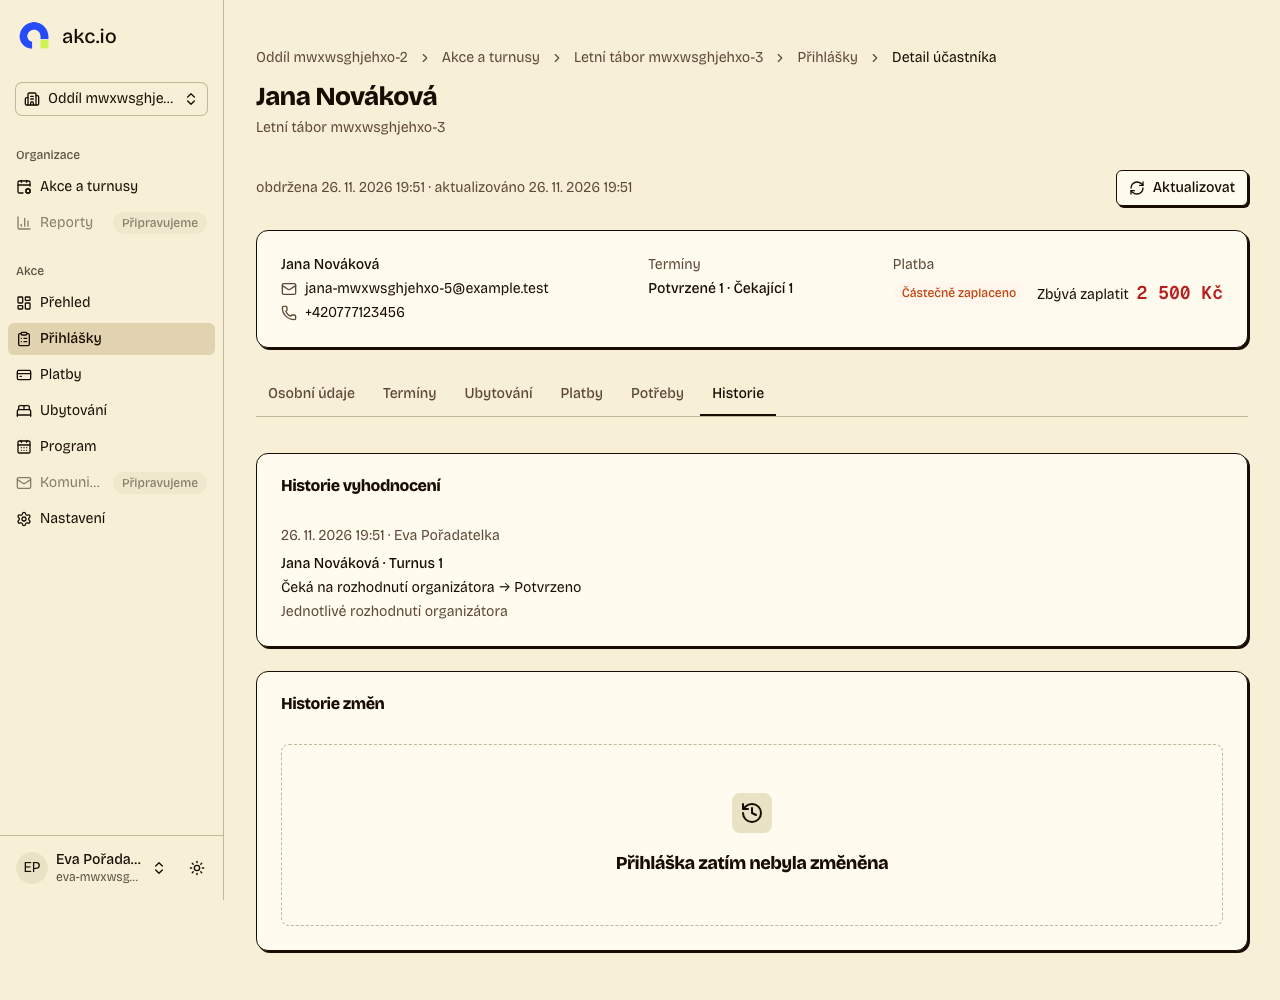 akc.io
Oddíl mwxwsghje...
Organizace
Akce a turnusy
Reporty
Připravujeme
Akce
Přehled
Přihlášky
Platby
Ubytování
Program
Komuni...
Připravujeme
Nastavení
EP
Eva Pořada...
eva-mwxwsg...
Oddíl mwxwsghjehxo-2 > Akce a turnusy > Letní tábor mwxwsghjehxo-3 > Přihlášky > Detail účastníka
Jana Nováková
Letní tábor mwxwsghjehxo-3
obdržena 26. 11. 2026 19:51 · aktualizováno 26. 11. 2026 19:51
Aktualizovat
Jana Nováková
jana-mwxwsghjehxo-5@example.test
+420777123456
Termíny
Potvrzené 1 · Čekající 1
Platba
Částečně zaplaceno
Zbývá zaplatit 2 500 Kč
Osobní údaje
Termíny
Ubytování
Platby
Potřeby
Historie
Historie vyhodnocení
26. 11. 2026 19:51 · Eva Pořadatelka
Jana Nováková · Turnus 1
Čeká na rozhodnutí organizátora → Potvrzeno
Jednotlivé rozhodnutí organizátora
Historie změn
Přihláška zatím nebyla změněna